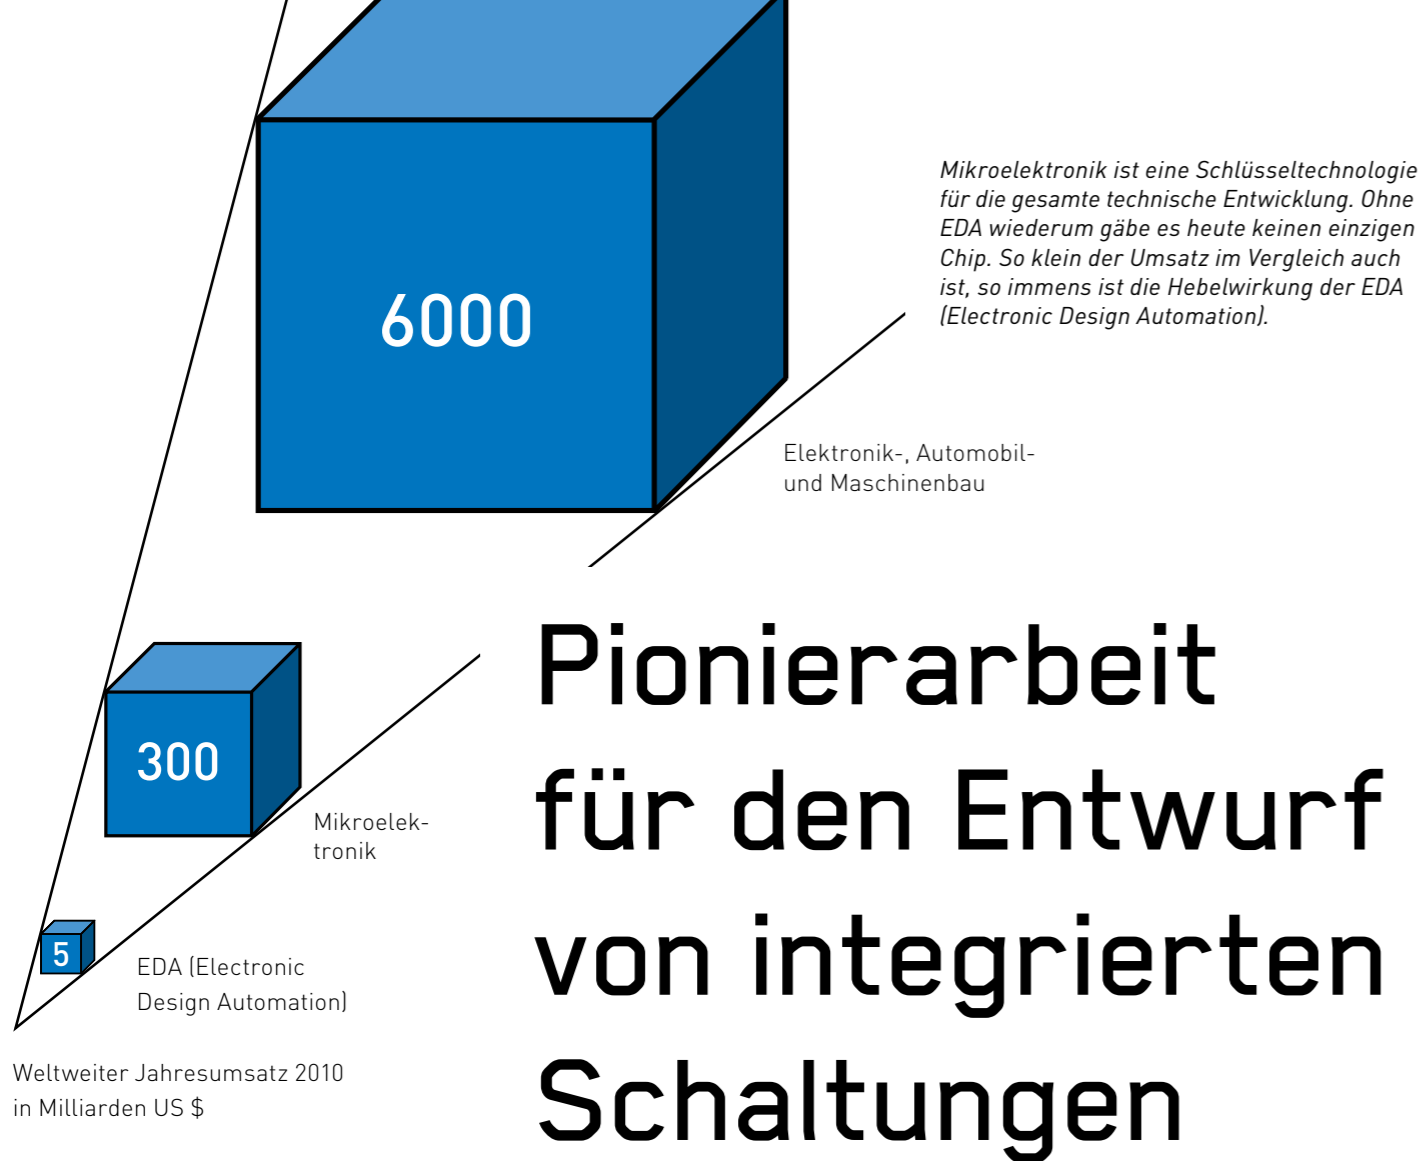 Mikroelektronik ist eine Schlüsseltechnologie
für die gesamte technische Entwicklung. Ohne
EDA wiederum gäbe es heute keinen einzigen
Chip. So klein der Umsatz im Vergleich auch
ist, so immens ist die Hebelwirkung der EDA
(Electronic Design Automation).
6000
Elektronik-, Automobil-
und Maschinenbau
300
Mikroelek-
tronik
5
EDA (Electronic
Design Automation)
Weltweiter Jahresumsatz 2010
in Milliarden US $
Pionierarbeit
für den Entwurf
von integrierten
Schaltungen